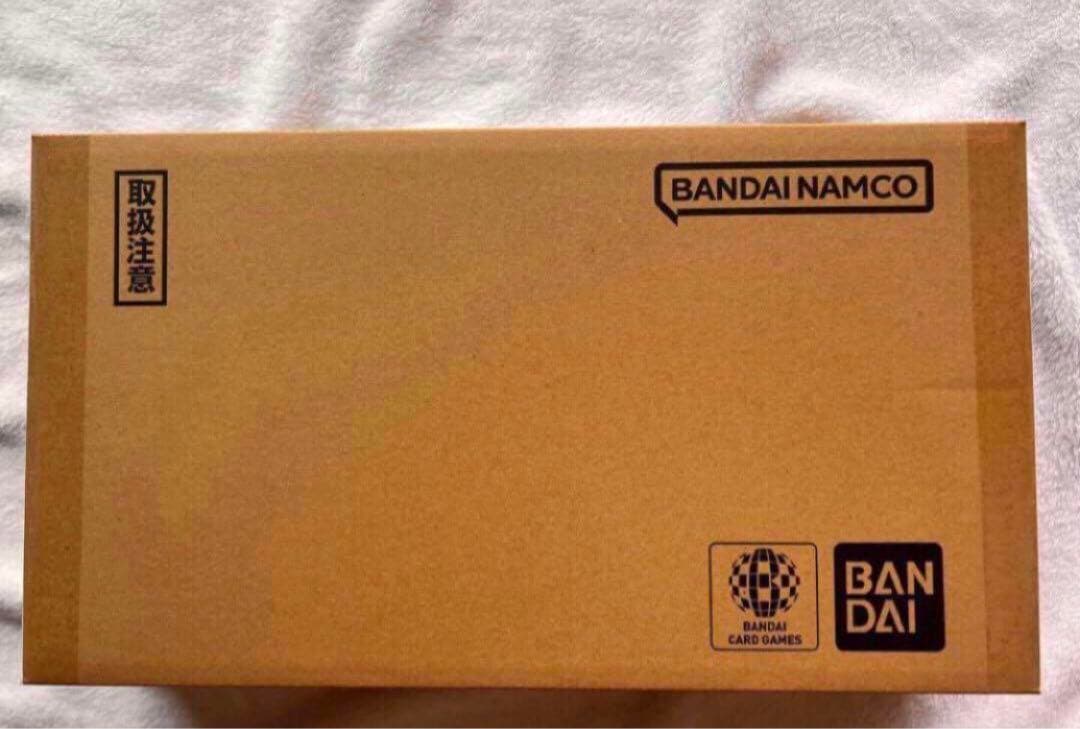 取扱注意
BANDAI NAMCO
BANDAI
CARD GAMES
BAN
DAI